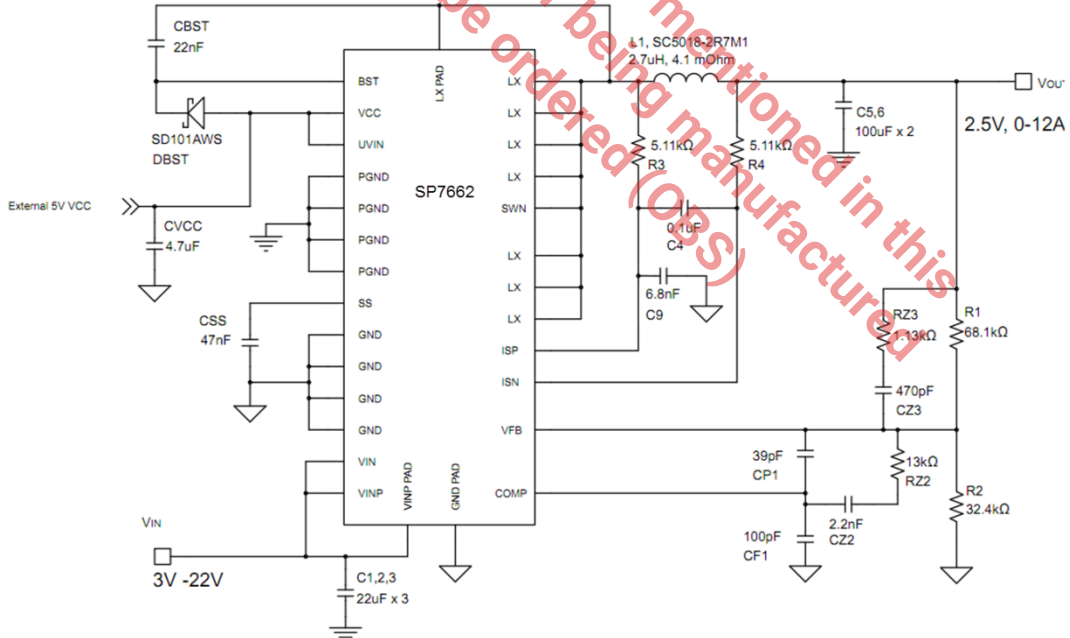 CBST
22nF
L1, SC5018-2R7M1
2.7uH, 4.1 mOhm
LX PAD
BST
LX
VCC
LX
SD101AWS
DBST
UVIN
LX
5.11kΩ
R3
5.11kΩ
R4
C5,6
100uF x 2
2.5V, 0-12A
PGND
LX
SP7662
External 5V VCC
PGND
SWN
0.1uF
C4
CVCC
4.7uF
PGND
LX
PGND
LX
6.8nF
C9
SS
LX
CSS
47nF
GND
ISP
RZ3
1.13kΩ
R1
68.1kΩ
GND
ISN
GND
470pF
CZ3
GND
VFB
VIN
39pF
CP1
13kΩ
RZ2
VINP
VINP PAD
GND PAD
COMP
R2
32.4kΩ
VIN
3V -22V
100pF
CF1
2.2nF
CZ2
C1,2,3
22uF x 3
mentioned in this
being manufactured
be ordered (OBS)